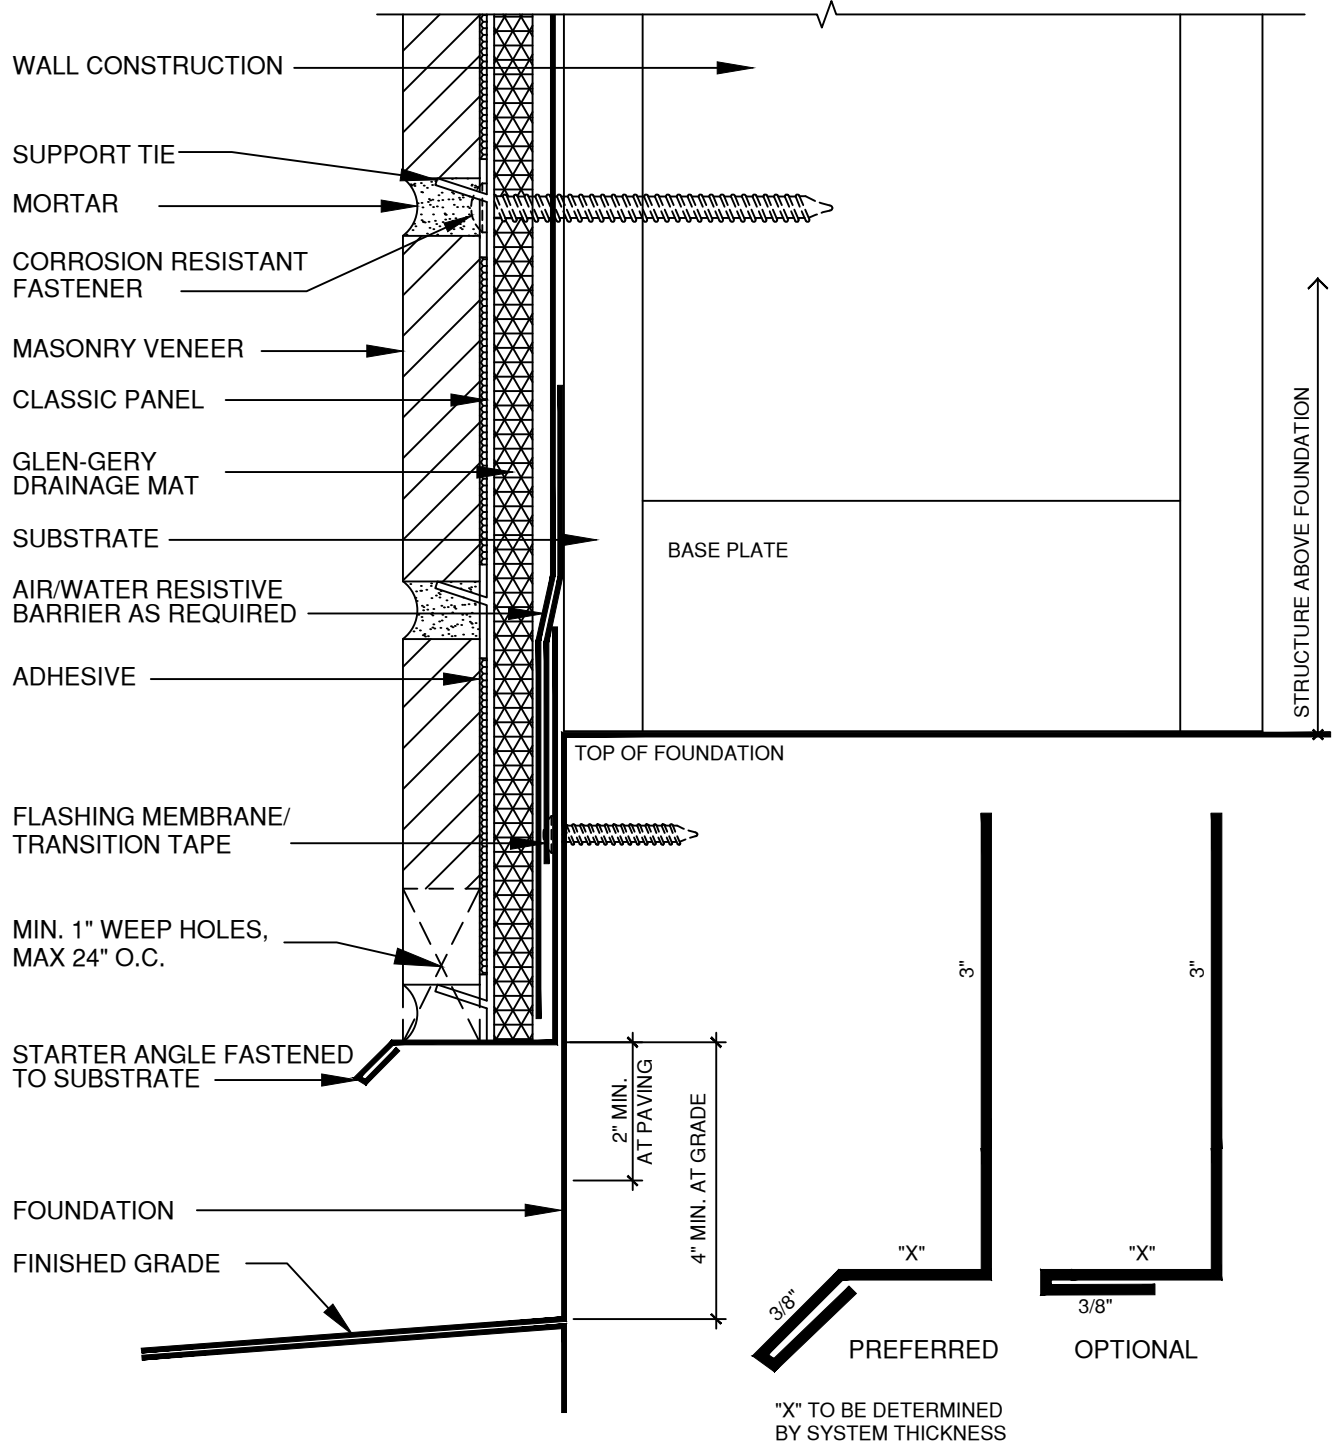 WALL CONSTRUCTION
SUPPORT TIE
MORTAR
CORROSION RESISTANT
FASTENER
MASONRY VENEER
CLASSIC PANEL
GLEN-GERY
DRAINAGE MAT
SUBSTRATE
AIR/WATER RESISTIVE
BARRIER AS REQUIRED
ADHESIVE
FLASHING MEMBRANE/
TRANSITION TAPE
MIN. 1" WEEP HOLES,
MAX 24" O.C.
STARTER ANGLE FASTENED
TO SUBSTRATE
FOUNDATION
FINISHED GRADE
BASE PLATE
TOP OF FOUNDATION
STRUCTURE ABOVE FOUNDATION
2" MIN.
AT PAVING
4" MIN. AT GRADE
3"
"X"
3/8"
PREFERRED
3"
"X"
3/8"
OPTIONAL
"X" TO BE DETERMINED
BY SYSTEM THICKNESS